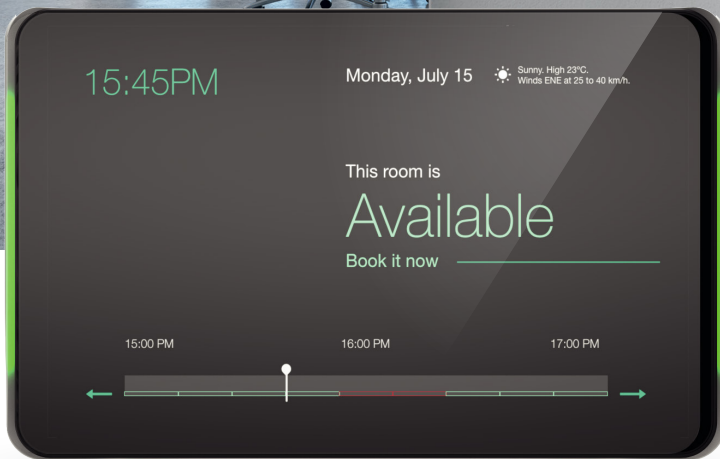 15:45PM
Monday, July 15
Sunny. High 23ºC.
Winds ENE at 25 to 40 km/h.
This room is
Available
Book it now
15:00 PM
16:00 PM
17:00 PM